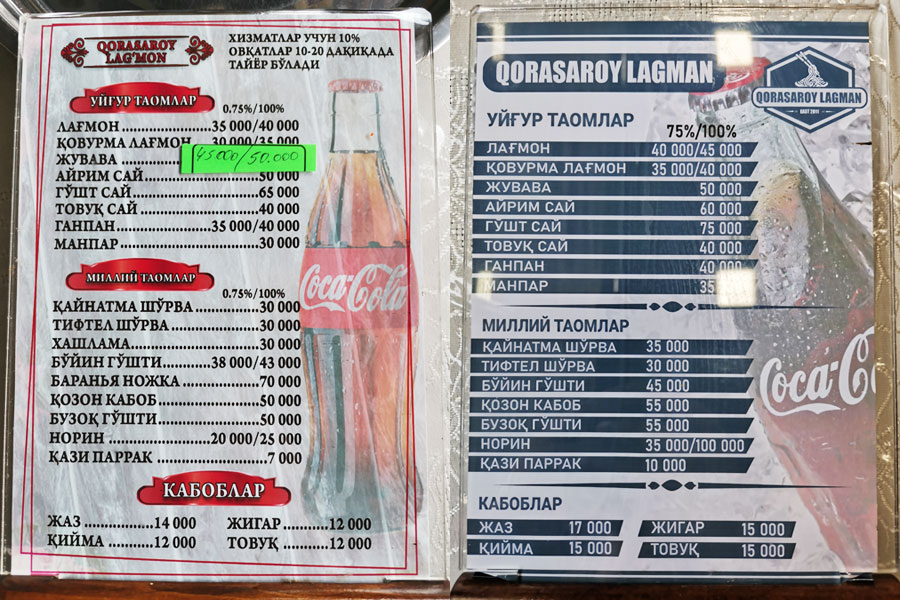 QORASAROY
LAG'MON
ХИЗМАТЛАР УЧУН 10%
ОВҚАТЛАР 10-20 ДАҚИҚАДА
ТАЙЁР БЎЛАДИ
УЙҒУР ТАОМЛАР
0.75%/100%
ЛАҒМОН 35 000/40 000
ҚОВУРМА ЛАҒМОН 30 000/35 000
45000/50.000
ЖУВАВА
АЙРИМ САЙ 50 000
ГЎШТ САЙ 65 000
ТОВУҚ САЙ 40 000
ГАНПАН 35 000/40 000
МАНПАР 30 000
МИЛЛИЙ ТАОМЛАР
0.75%/100%
ҚАЙНАТМА ШЎРВА 30 000
ТИФТЕЛ ШЎРВА 30 000
ХАШЛАМА 30 000
БЎЙИН ГЎШТИ 38 000/43 000
БАРАНЬЯ НОЖКА 70 000
ҚОЗОН КАБОБ 50 000
БУЗОҚ ГЎШТИ 50 000
НОРИН 20 000/25 000
ҚАЗИ ПАРРАК 7 000
КАБОБЛАР
ЖАЗ 14 000 ЖИГАР 12 000
ҚИЙМА 12 000 ТОВУҚ 12 000
Coca-Cola
QORASAROY LAGMAN
QORASAROY LAGMAN
УЙҒУР ТАОМЛАР
75%/100%
ЛАҒМОН 40 000/45 000
ҚОВУРМА ЛАҒМОН 35 000/40 000
ЖУВАВА 50 000
АЙРИМ САЙ 60 000
ГЎШТ САЙ 75 000
ТОВУҚ САЙ 40 000
ГАНПАН 40 000
МАНПАР 35
МИЛЛИЙ ТАОМЛАР
ҚАЙНАТМА ШЎРВА 35 000
ТИФТЕЛ ШЎРВА 30 000
БЎЙИН ГЎШТИ 45 000
ҚОЗОН КАБОБ 55 000
БУЗОҚ ГЎШТИ 55 000
НОРИН 35 000/100 000
ҚАЗИ ПАРРАК 10 000
КАБОБЛАР
ЖАЗ 17 000 ЖИГАР 15 000
ҚИЙМА 15 000 ТОВУҚ 15 000
Coca-C